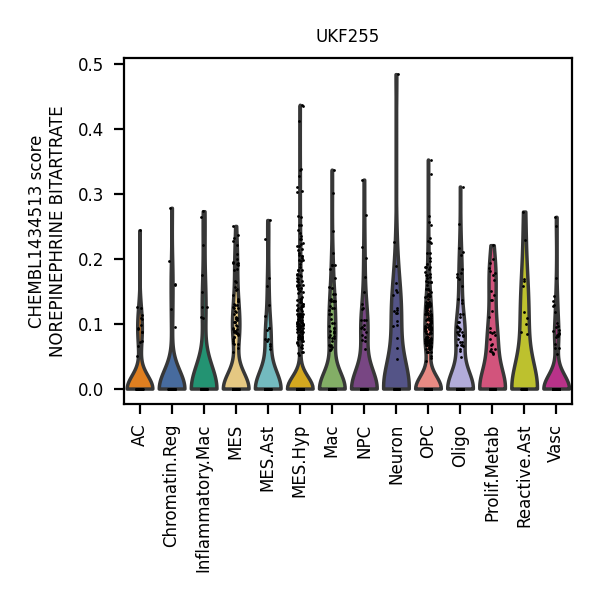 UKF255
CHEMBL1434513 score
NOREPINEPHRINE BITARTRATE
0.5
0.4
0.3
0.2
0.1
0.0
AC
Chromatin.Reg
Inflammatory.Mac
MES
MES.Ast
MES.Hyp
Mac
NPC
Neuron
OPC
Oligo
Prolif.Metab
Reactive.Ast
Vasc